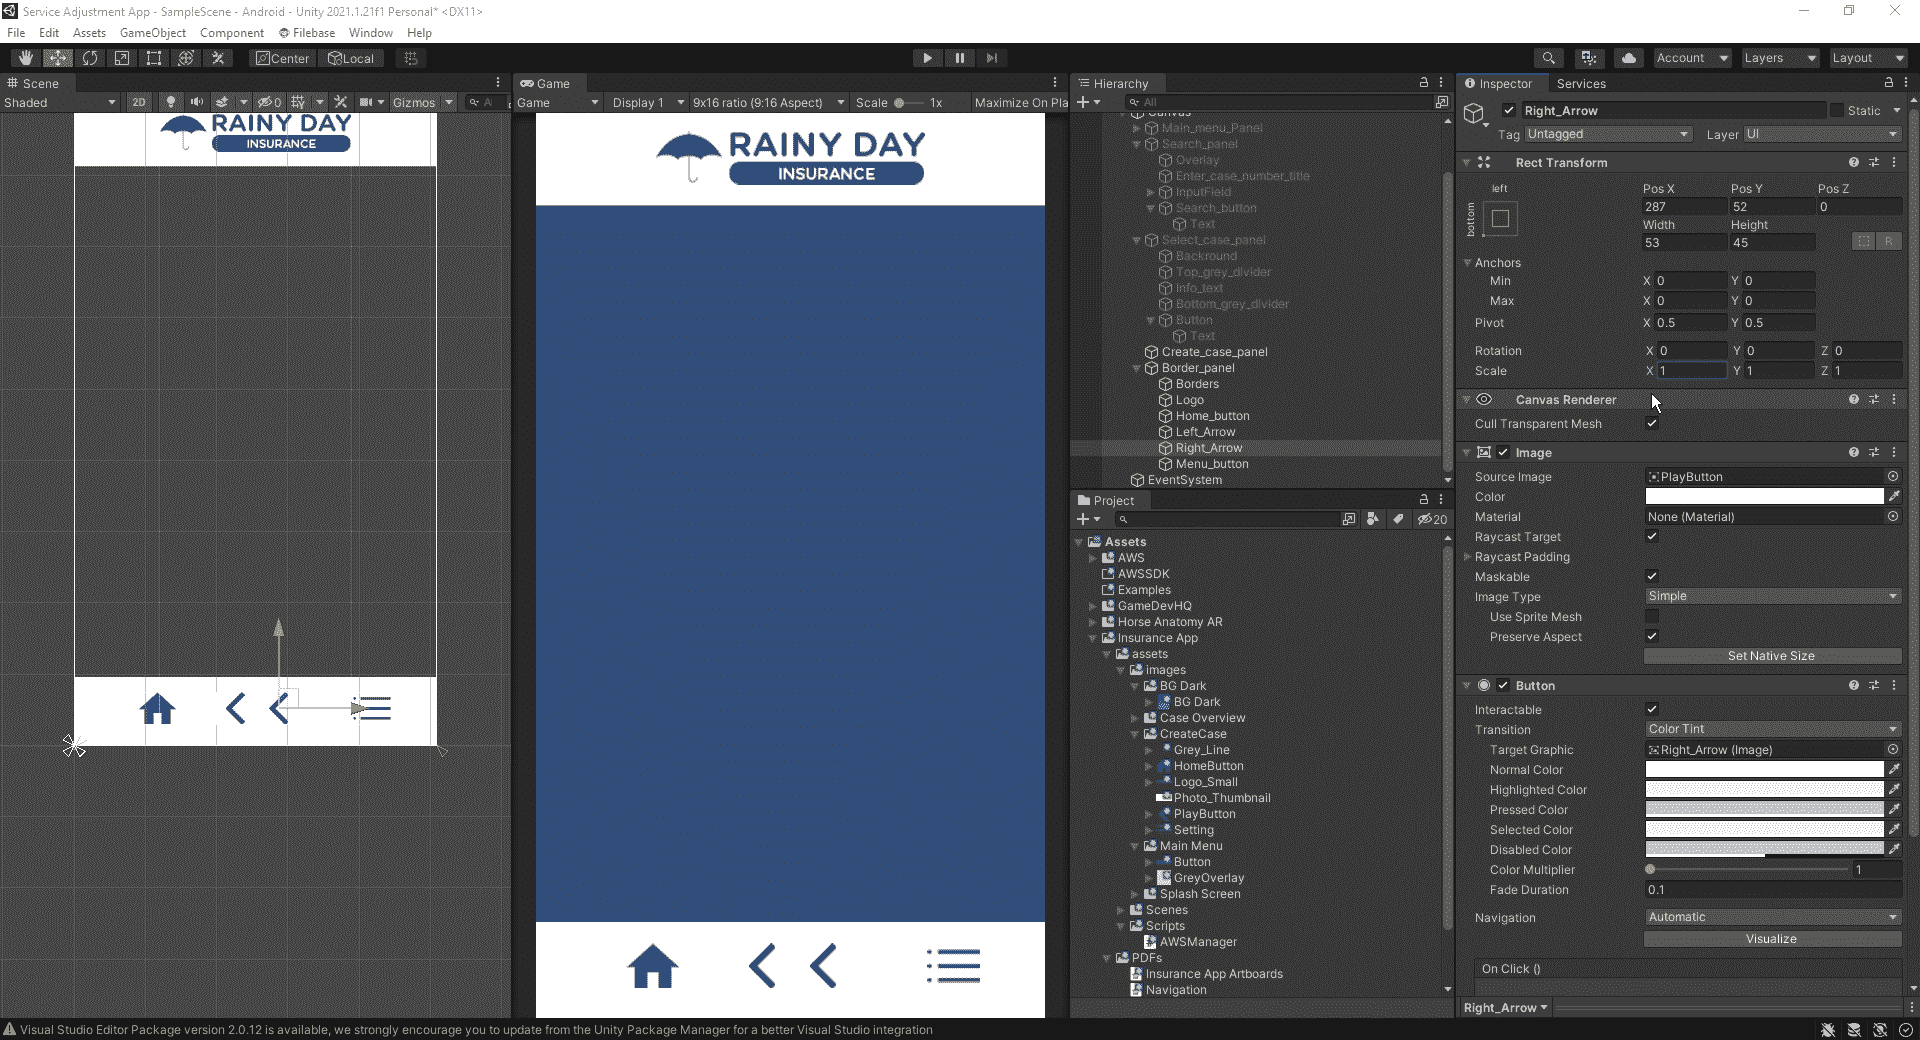 Service Adjustment App - SampleScene - Android - Unity 2021.1.21f1 Personal* <DX11>
File Edit Assets GameObject Component Filebase Window Help
Center Local Account Layers Layout
Scene
Shaded 2D 0 Gizmos
RAINY DAY
INSURANCE
Game
Game Display 1 9x16 ratio (9:16 Aspect) Scale 1x Maximize On Pla
RAINY DAY
INSURANCE
Hierarchy
All
Canvas
Main_menu_Panel
Search_panel
Overlay
Enter_case_number_title
InputField
Search_button
Text
Select_case_panel
Backround
Top_grey_divider
Info_text
Bottom_grey_divider
Button
Text
Create_case_panel
Border_panel
Borders
Logo
Home_button
Left_Arrow
Right_Arrow
Menu_button
EventSystem
Project
20
Assets
AWS
AWSSDK
Examples
GameDevHQ
Horse Anatomy AR
Insurance App
assets
images
BG Dark
BG Dark
Case Overview
CreateCase
Grey_Line
HomeButton
Logo_Small
Photo_Thumbnail
PlayButton
Setting
Main Menu
Button
GreyOverlay
Splash Screen
Scenes
Scripts
AWSManager
PDFs
Insurance App Artboards
Navigation
Inspector Services
Right_Arrow Static
Tag Untagged Layer UI
Rect Transform
left Pos X Pos Y Pos Z
bottom 287 52 0
Width Height
53 45 R
Anchors
Min X 0 Y 0
Max X 0 Y 0
Pivot X 0.5 Y 0.5
Rotation X 0 Y 0 Z 0
Scale X 1 Y 1 Z 1
Canvas Renderer
Cull Transparent Mesh
Image
Source Image PlayButton
Color
Material None (Material)
Raycast Target
Raycast Padding
Maskable
Image Type Simple
Use Sprite Mesh
Preserve Aspect
Set Native Size
Button
Interactable
Transition Color Tint
Target Graphic Right_Arrow (Image)
Normal Color
Highlighted Color
Pressed Color
Selected Color
Disabled Color
Color Multiplier 1
Fade Duration 0.1
Navigation Automatic
Visualize
On Click ()
Right_Arrow
Visual Studio Editor Package version 2.0.12 is available, we strongly encourage you to update from the Unity Package Manager for a better Visual Studio integration